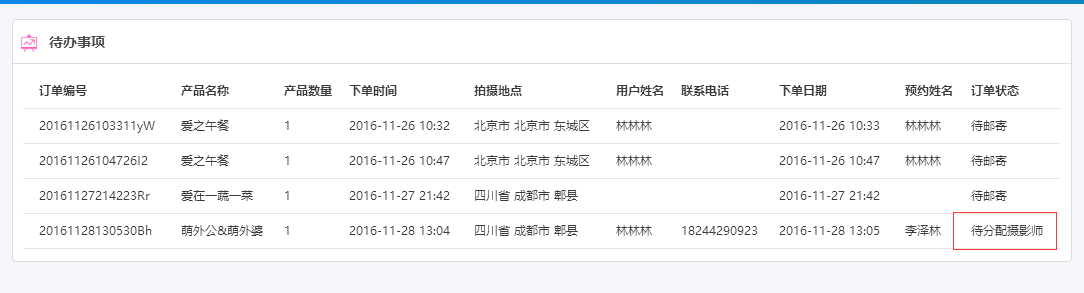 待办事项
订单编号 产品名称 产品数量 下单时间 拍摄地点 用户姓名 联系电话 下单日期 预约姓名 订单状态
20161126103311yW 爱之午餐 1 2016-11-26 10:32 北京市 北京市 东城区 林林林 2016-11-26 10:33 林林林 待邮寄
20161126104726I2 爱之午餐 1 2016-11-26 10:47 北京市 北京市 东城区 林林林 2016-11-26 10:47 林林林 待邮寄
20161127214223Rr 爱在一蔬一菜 1 2016-11-27 21:42 四川省 成都市 郫县 2016-11-27 21:42 待邮寄
20161128130530Bh 萌外公&萌外婆 1 2016-11-28 13:04 四川省 成都市 郫县 林林林 18244290923 2016-11-28 13:05 李泽林 待分配摄影师